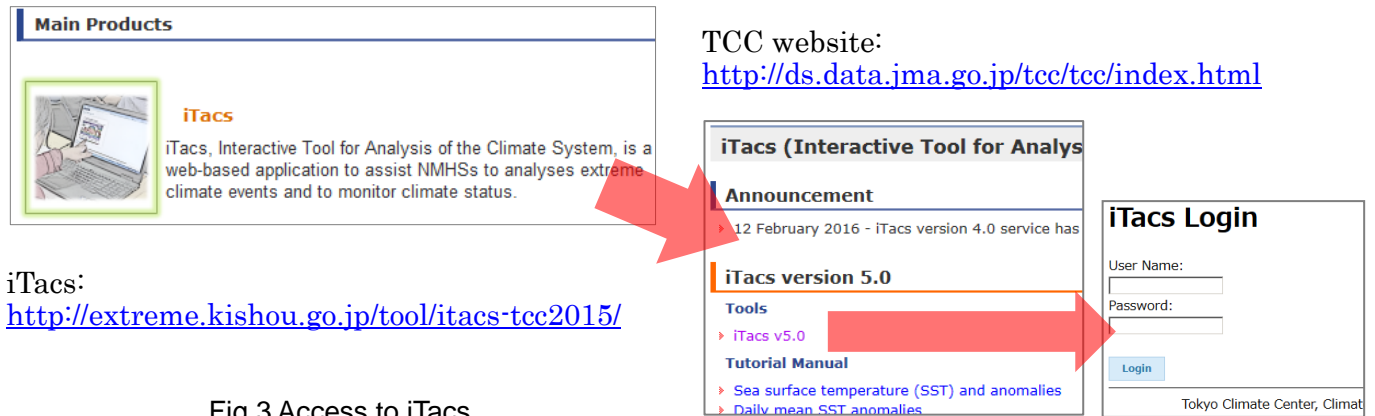 Main Products
iTacs
iTacs, Interactive Tool for Analysis of the Climate System, is a
web-based application to assist NMHSs to analyses extreme
climate events and to monitor climate status.
TCC website:
http://ds.data.jma.go.jp/tcc/tcc/index.html
iTacs:
http://extreme.kishou.go.jp/tool/itacs-tcc2015/
iTacs (Interactive Tool for Analys
Announcement
12 February 2016 - iTacs version 4.0 service has
iTacs version 5.0
Tools
iTacs v5.0
Tutorial Manual
Sea surface temperature (SST) and anomalies
Daily mean SST anomalies
iTacs Login
User Name:
Password:
Login
Tokyo Climate Center, Climat
Fig.3 Access to iTacs